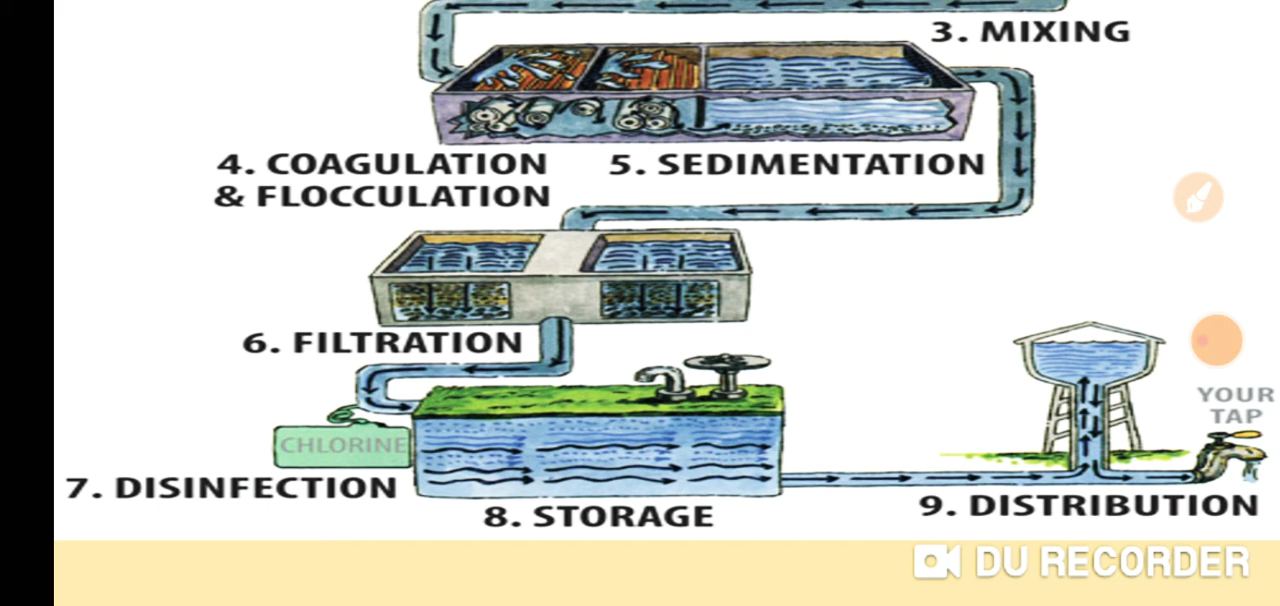 3. MIXING
4. COAGULATION
& FLOCCULATION
5. SEDIMENTATION
6. FILTRATION
YOUR
TAP
CHLORINE
7. DISINFECTION
8. STORAGE
9. DISTRIBUTION
DU RECORDER